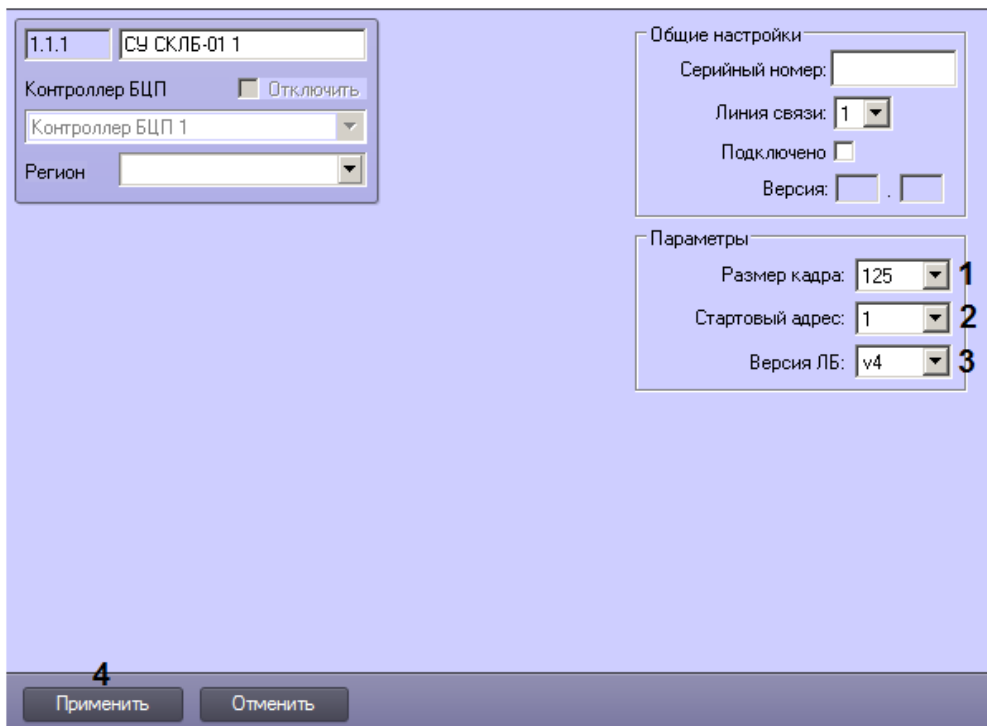 1.1.1 СУ СКЛБ-01 1
Контроллер БЦП Отключить
Контроллер БЦП 1
Регион
Общие настройки
Серийный номер:
Линия связи: 1
Подключено
Версия: .
Параметры
Размер кадра: 125 1
Стартовый адрес: 1 2
Версия ЛБ: v4 3
4
Применить Отменить